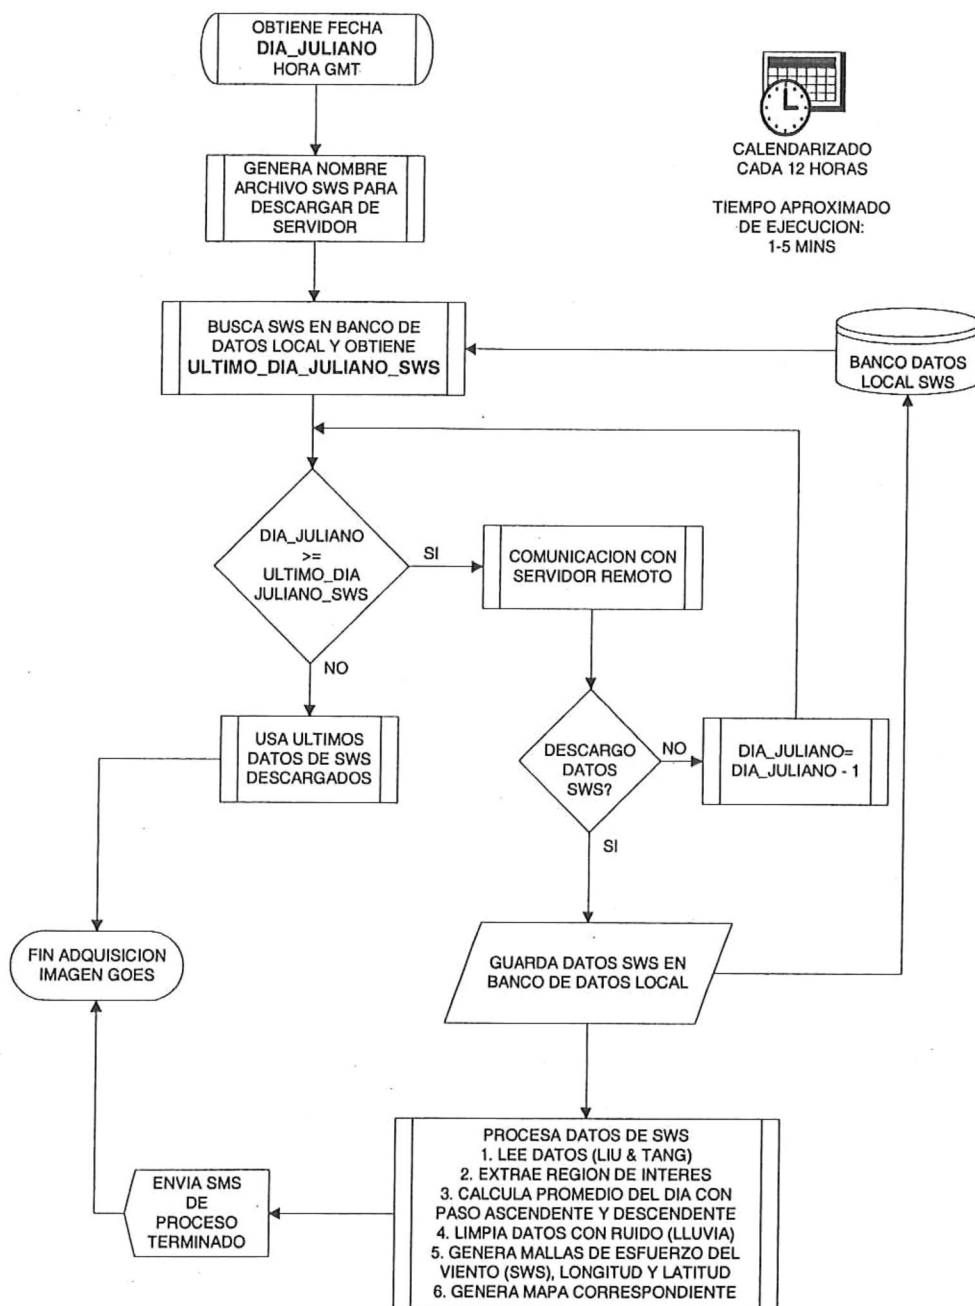 OBTIENE FECHA
DIA_JULIANO
HORA GMT
CALENDARIZADO
CADA 12 HORAS
TIEMPO APROXIMADO
DE EJECUCION:
1-5 MINS
GENERA NOMBRE
ARCHIVO SWS PARA
DESCARGAR DE
SERVIDOR
BUSCA SWS EN BANCO DE
DATOS LOCAL Y OBTIENE
ULTIMO_DIA_JULIANO_SWS
BANCO DATOS
LOCAL SWS
DIA_JULIANO
>=
ULTIMO_DIA
JULIANO_SWS
SI
COMUNICACION CON
SERVIDOR REMOTO
NO
USA ULTIMOS
DATOS DE SWS
DESCARGADOS
DESCARGO
DATOS
SWS?
NO
DIA_JULIANO=
DIA_JULIANO - 1
SI
FIN ADQUISICION
IMAGEN GOES
GUARDA DATOS SWS EN
BANCO DE DATOS LOCAL
PROCESA DATOS DE SWS
1. LEE DATOS (LIU & TANG)
2. EXTRAE REGION DE INTERES
3. CALCULA PROMEDIO DEL DIA CON
PASO ASCENDENTE Y DESCENDENTE
4. LIMPIA DATOS CON RUIDO (LLUVIA)
5. GENERA MALLAS DE ESFUERZO DEL
VIENTO (SWS), LONGITUD Y LATITUD
6. GENERA MAPA CORRESPONDIENTE
ENVIA SMS
DE
PROCESO
TERMINADO